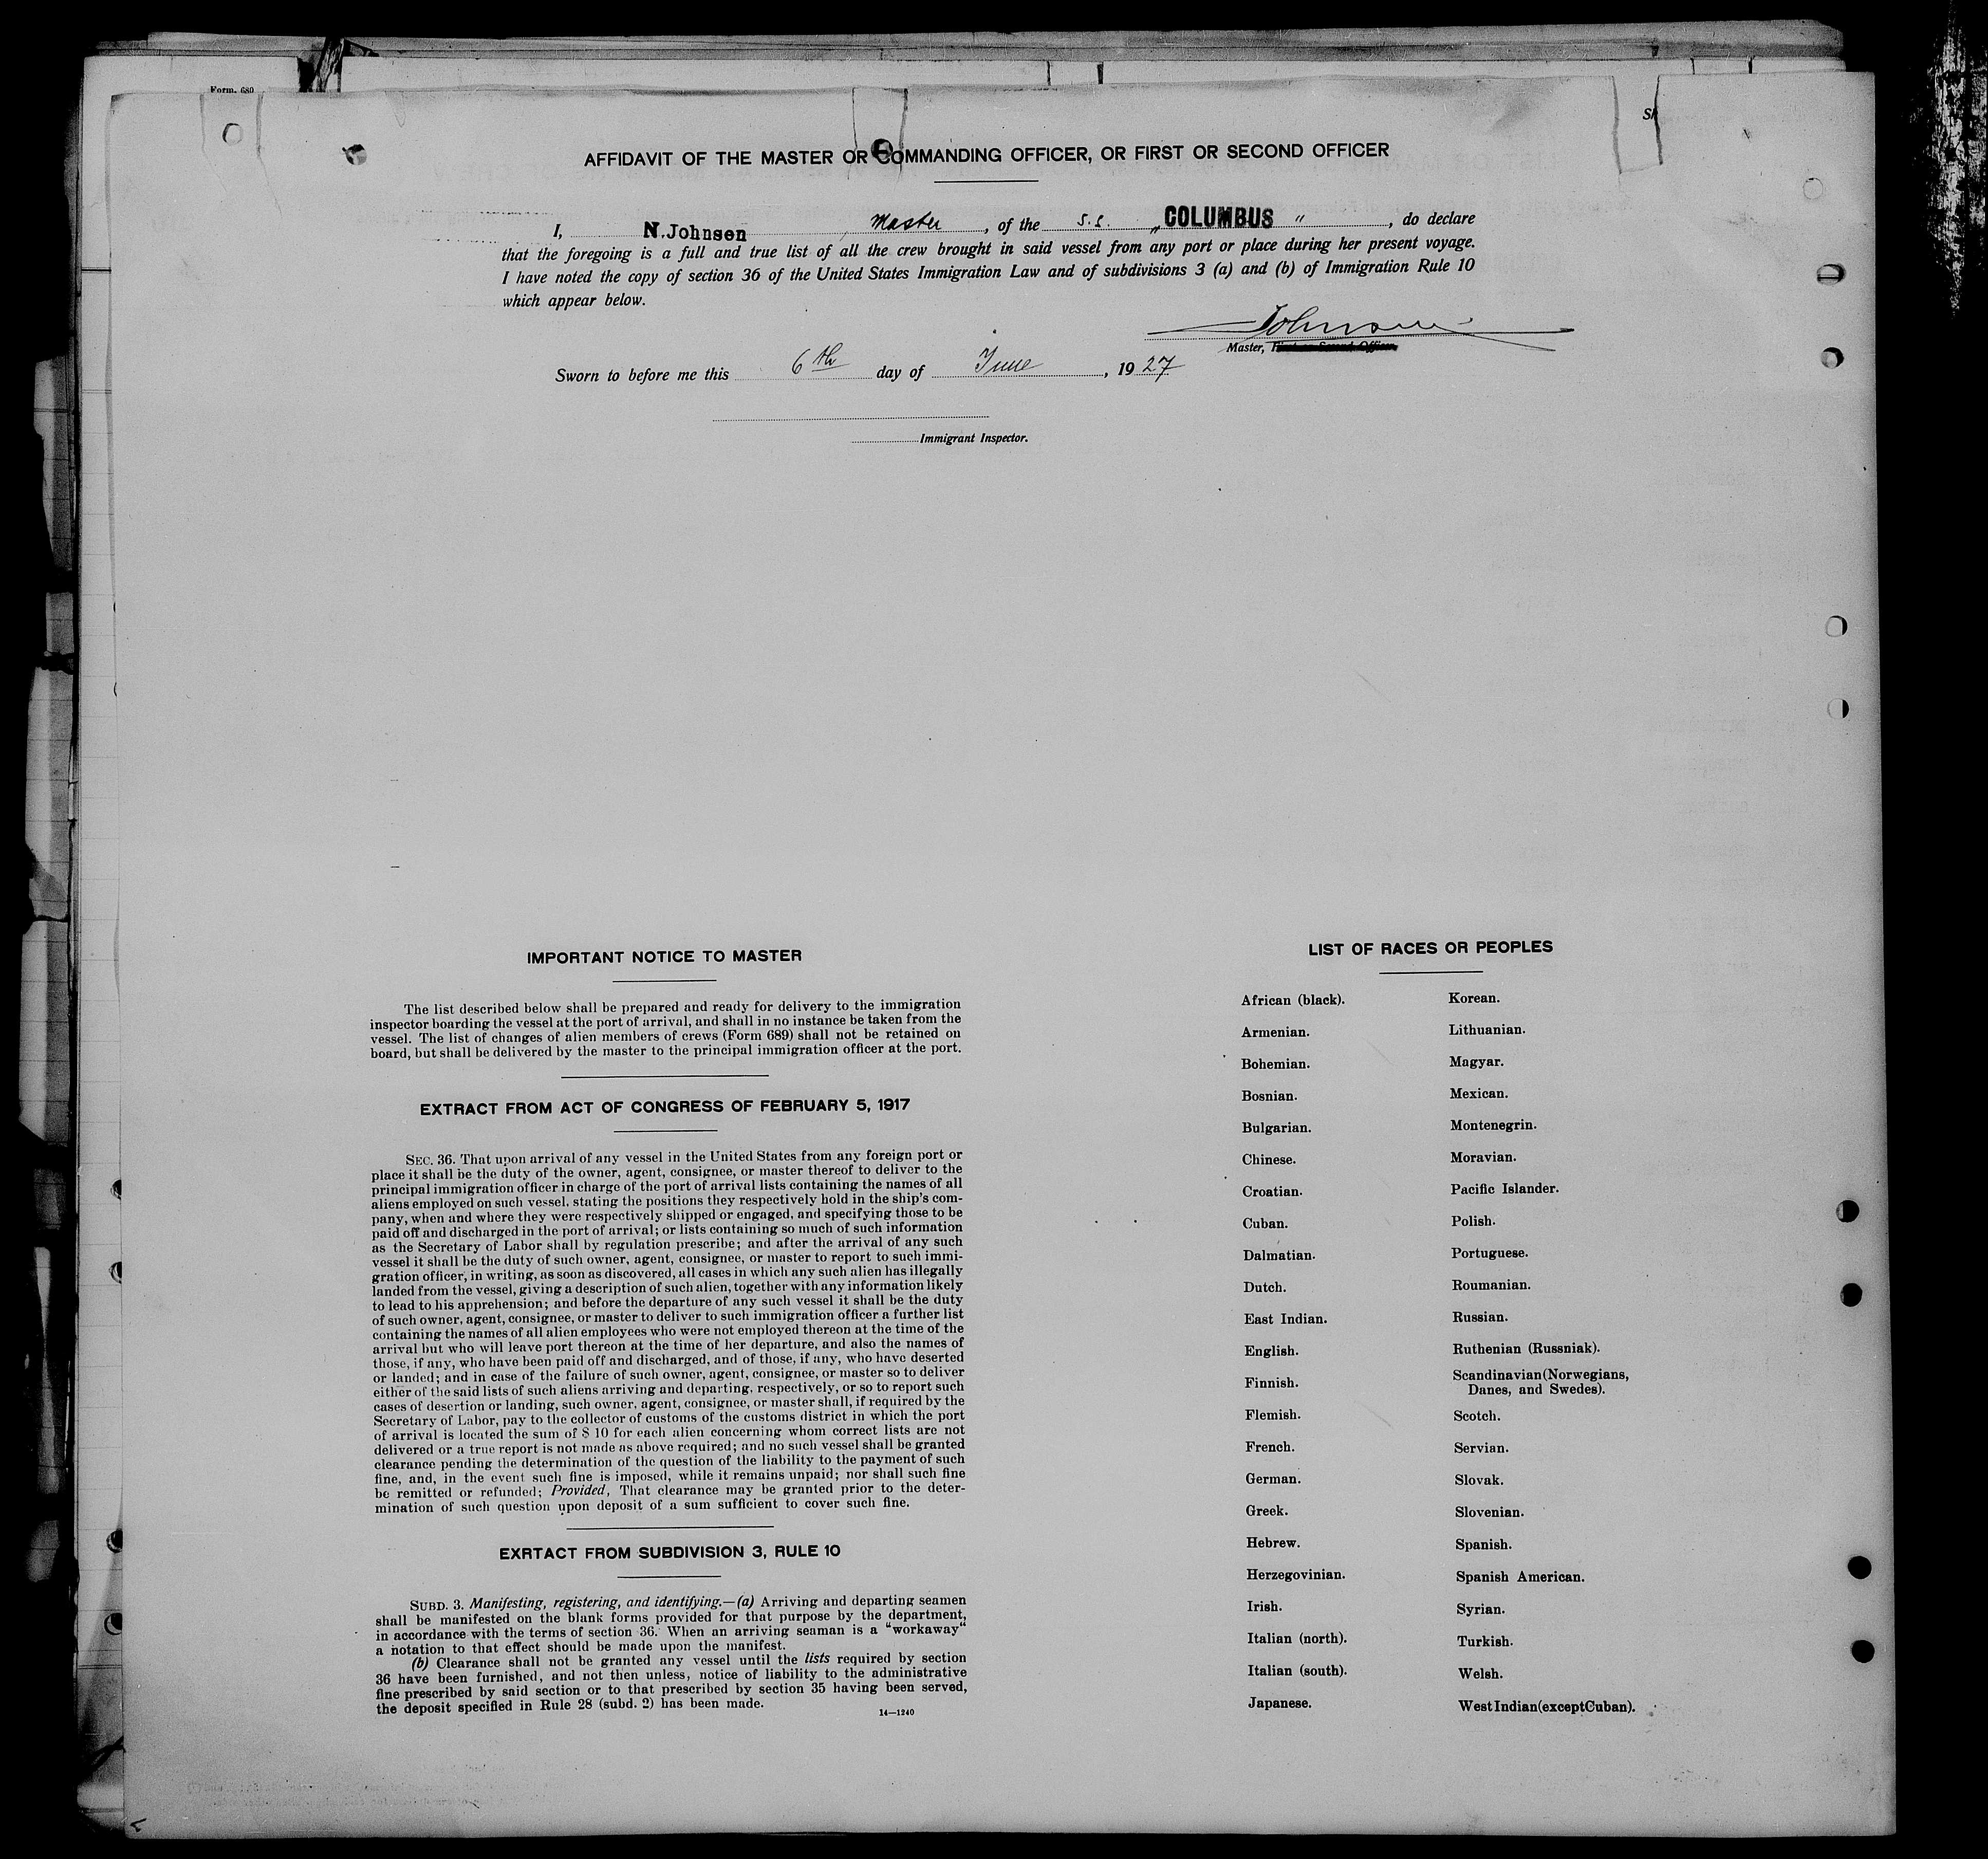 Form. 680
AFFIDAVIT OF THE MASTER OR COMMANDING OFFICER, OR FIRST OR SECOND OFFICER
I, N. Johnsen Master, of the S.S. „COLUMBUS“, do declare
that the foregoing is a full and true list of all the crew brought in said vessel from any port or place during her present voyage.
I have noted the copy of section 36 of the United States Immigration Law and of subdivisions 3 (a) and (b) of Immigration Rule 10
which appear below.
Johnsen
Master, First or Second Officer.
Sworn to before me this 6th day of June, 1927
Immigrant Inspector.
IMPORTANT NOTICE TO MASTER
The list described below shall be prepared and ready for delivery to the immigration
inspector boarding the vessel at the port of arrival, and shall in no instance be taken from the
vessel. The list of changes of alien members of crews (Form 689) shall not be retained on
board, but shall be delivered by the master to the principal immigration officer at the port.
EXTRACT FROM ACT OF CONGRESS OF FEBRUARY 5, 1917
SEC. 36. That upon arrival of any vessel in the United States from any foreign port or
place it shall be the duty of the owner, agent, consignee, or master thereof to deliver to the
principal immigration officer in charge of the port of arrival lists containing the names of all
aliens employed on such vessel, stating the positions they respectively hold in the ship's com-
pany, when and where they were respectively shipped or engaged, and specifying those to be
paid off and discharged in the port of arrival; or lists containing so much of such information
as the Secretary of Labor shall by regulation prescribe; and after the arrival of any such
vessel it shall be the duty of such owner, agent, consignee, or master to report to such immi-
gration officer, in writing, as soon as discovered, all cases in which any such alien has illegally
landed from the vessel, giving a description of such alien, together with any information likely
to lead to his apprehension; and before the departure of any such vessel it shall be the duty
of such owner, agent, consignee, or master to deliver to such immigration officer a further list
containing the names of all alien employees who were not employed thereon at the time of the
arrival but who will leave port thereon at the time of her departure, and also the names of
those, if any, who have been paid off and discharged, and of those, if any, who have deserted
or landed; and in case of the failure of such owner, agent, consignee, or master so to deliver
either of the said lists of such aliens arriving and departing, respectively, or so to report such
cases of desertion or landing, such owner, agent, consignee, or master shall, if required by the
Secretary of Labor, pay to the collector of customs of the customs district in which the port
of arrival is located the sum of $ 10 for each alien concerning whom correct lists are not
delivered or a true report is not made as above required; and no such vessel shall be granted
clearance pending the determination of the question of the liability to the payment of such
fine, and, in the event such fine is imposed, while it remains unpaid; nor shall such fine
be remitted or refunded; Provided, That clearance may be granted prior to the deter-
mination of such question upon deposit of a sum sufficient to cover such fine.
EXRTACT FROM SUBDIVISION 3, RULE 10
SUBD. 3. Manifesting, registering, and identifying.—(a) Arriving and departing seamen
shall be manifested on the blank forms provided for that purpose by the department,
in accordance with the terms of section 36. When an arriving seaman is a “workaway“
a notation to that effect should be made upon the manifest.
(b) Clearance shall not be granted any vessel until the lists required by section
36 have been furnished, and not then unless, notice of liability to the administrative
fine prescribed by said section or to that prescribed by section 35 having been served,
the deposit specified in Rule 28 (subd. 2) has been made.
14—1240
LIST OF RACES OR PEOPLES
African (black).
Armenian.
Bohemian.
Bosnian.
Bulgarian.
Chinese.
Croatian.
Cuban.
Dalmatian.
Dutch.
East Indian.
English.
Finnish.
Flemish.
French.
German.
Greek.
Hebrew.
Herzegovinian.
Irish.
Italian (north).
Italian (south).
Japanese.
Korean.
Lithuanian.
Magyar.
Mexican.
Montenegrin.
Moravian.
Pacific Islander.
Polish.
Portuguese.
Roumanian.
Russian.
Ruthenian (Russniak).
Scandinavian (Norwegians,
Danes, and Swedes).
Scotch.
Servian.
Slovak.
Slovenian.
Spanish.
Spanish American.
Syrian.
Turkish.
Welsh.
West Indian (except Cuban).